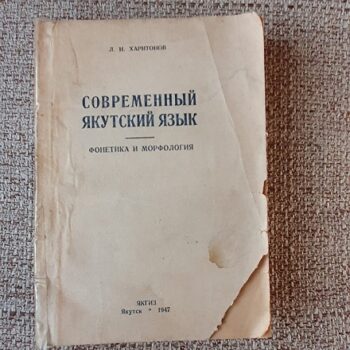 Л. Н. ХАРИТОНОВ
СОВРЕМЕННЫЙ
ЯКУТСКИЙ ЯЗЫК
ФОНЕТИКА И МОРФОЛОГИЯ
ЯКГИЗ
Якутск * 1947